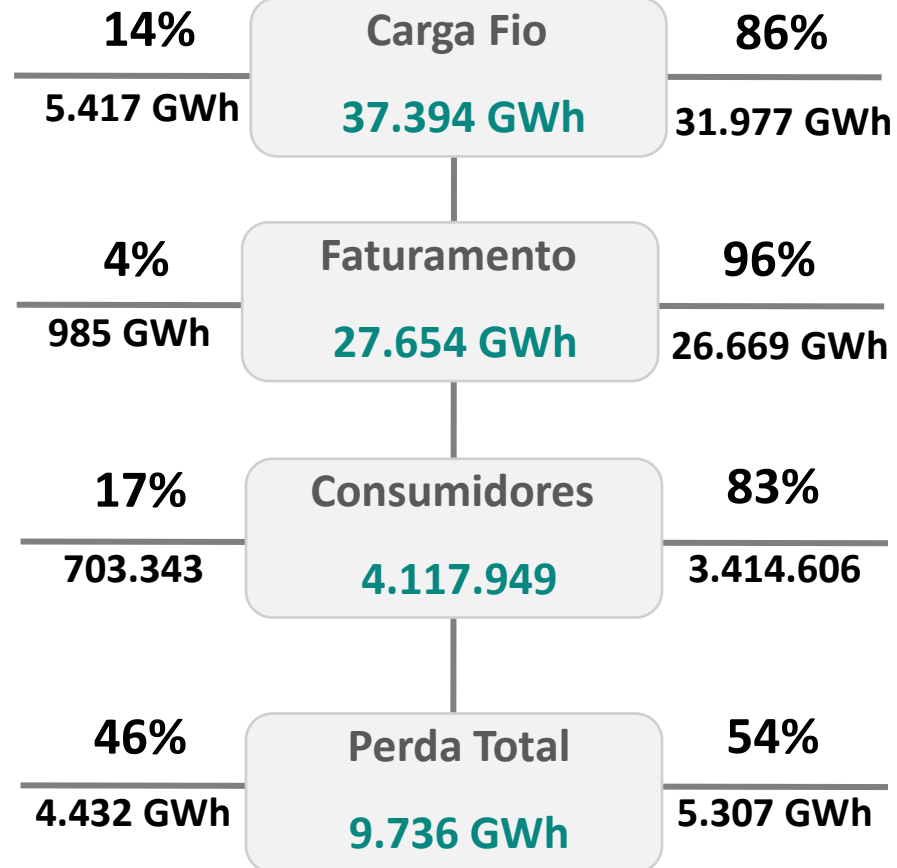 14%
Carga Fio
86%
5.417 GWh
37.394 GWh
31.977 GWh
4%
Faturamento
96%
985 GWh
27.654 GWh
26.669 GWh
17%
Consumidores
83%
703.343
4.117.949
3.414.606
46%
Perda Total
54%
4.432 GWh
9.736 GWh
5.307 GWh